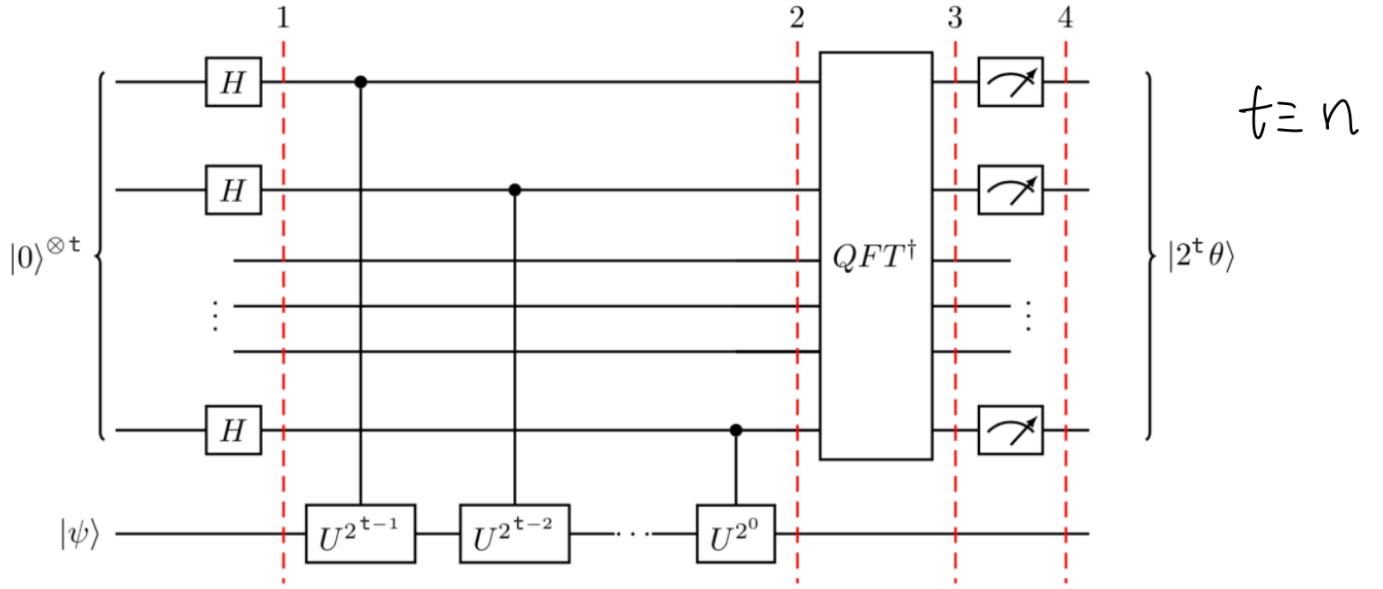 1 2 3 4
H
t ≡ n
H
|0⟩^{⊗t} QFT† |2^t θ⟩
⋮ ⋮
H
|ψ⟩ U^{2^{t−1}} U^{2^{t−2}} ··· U^{2^0}